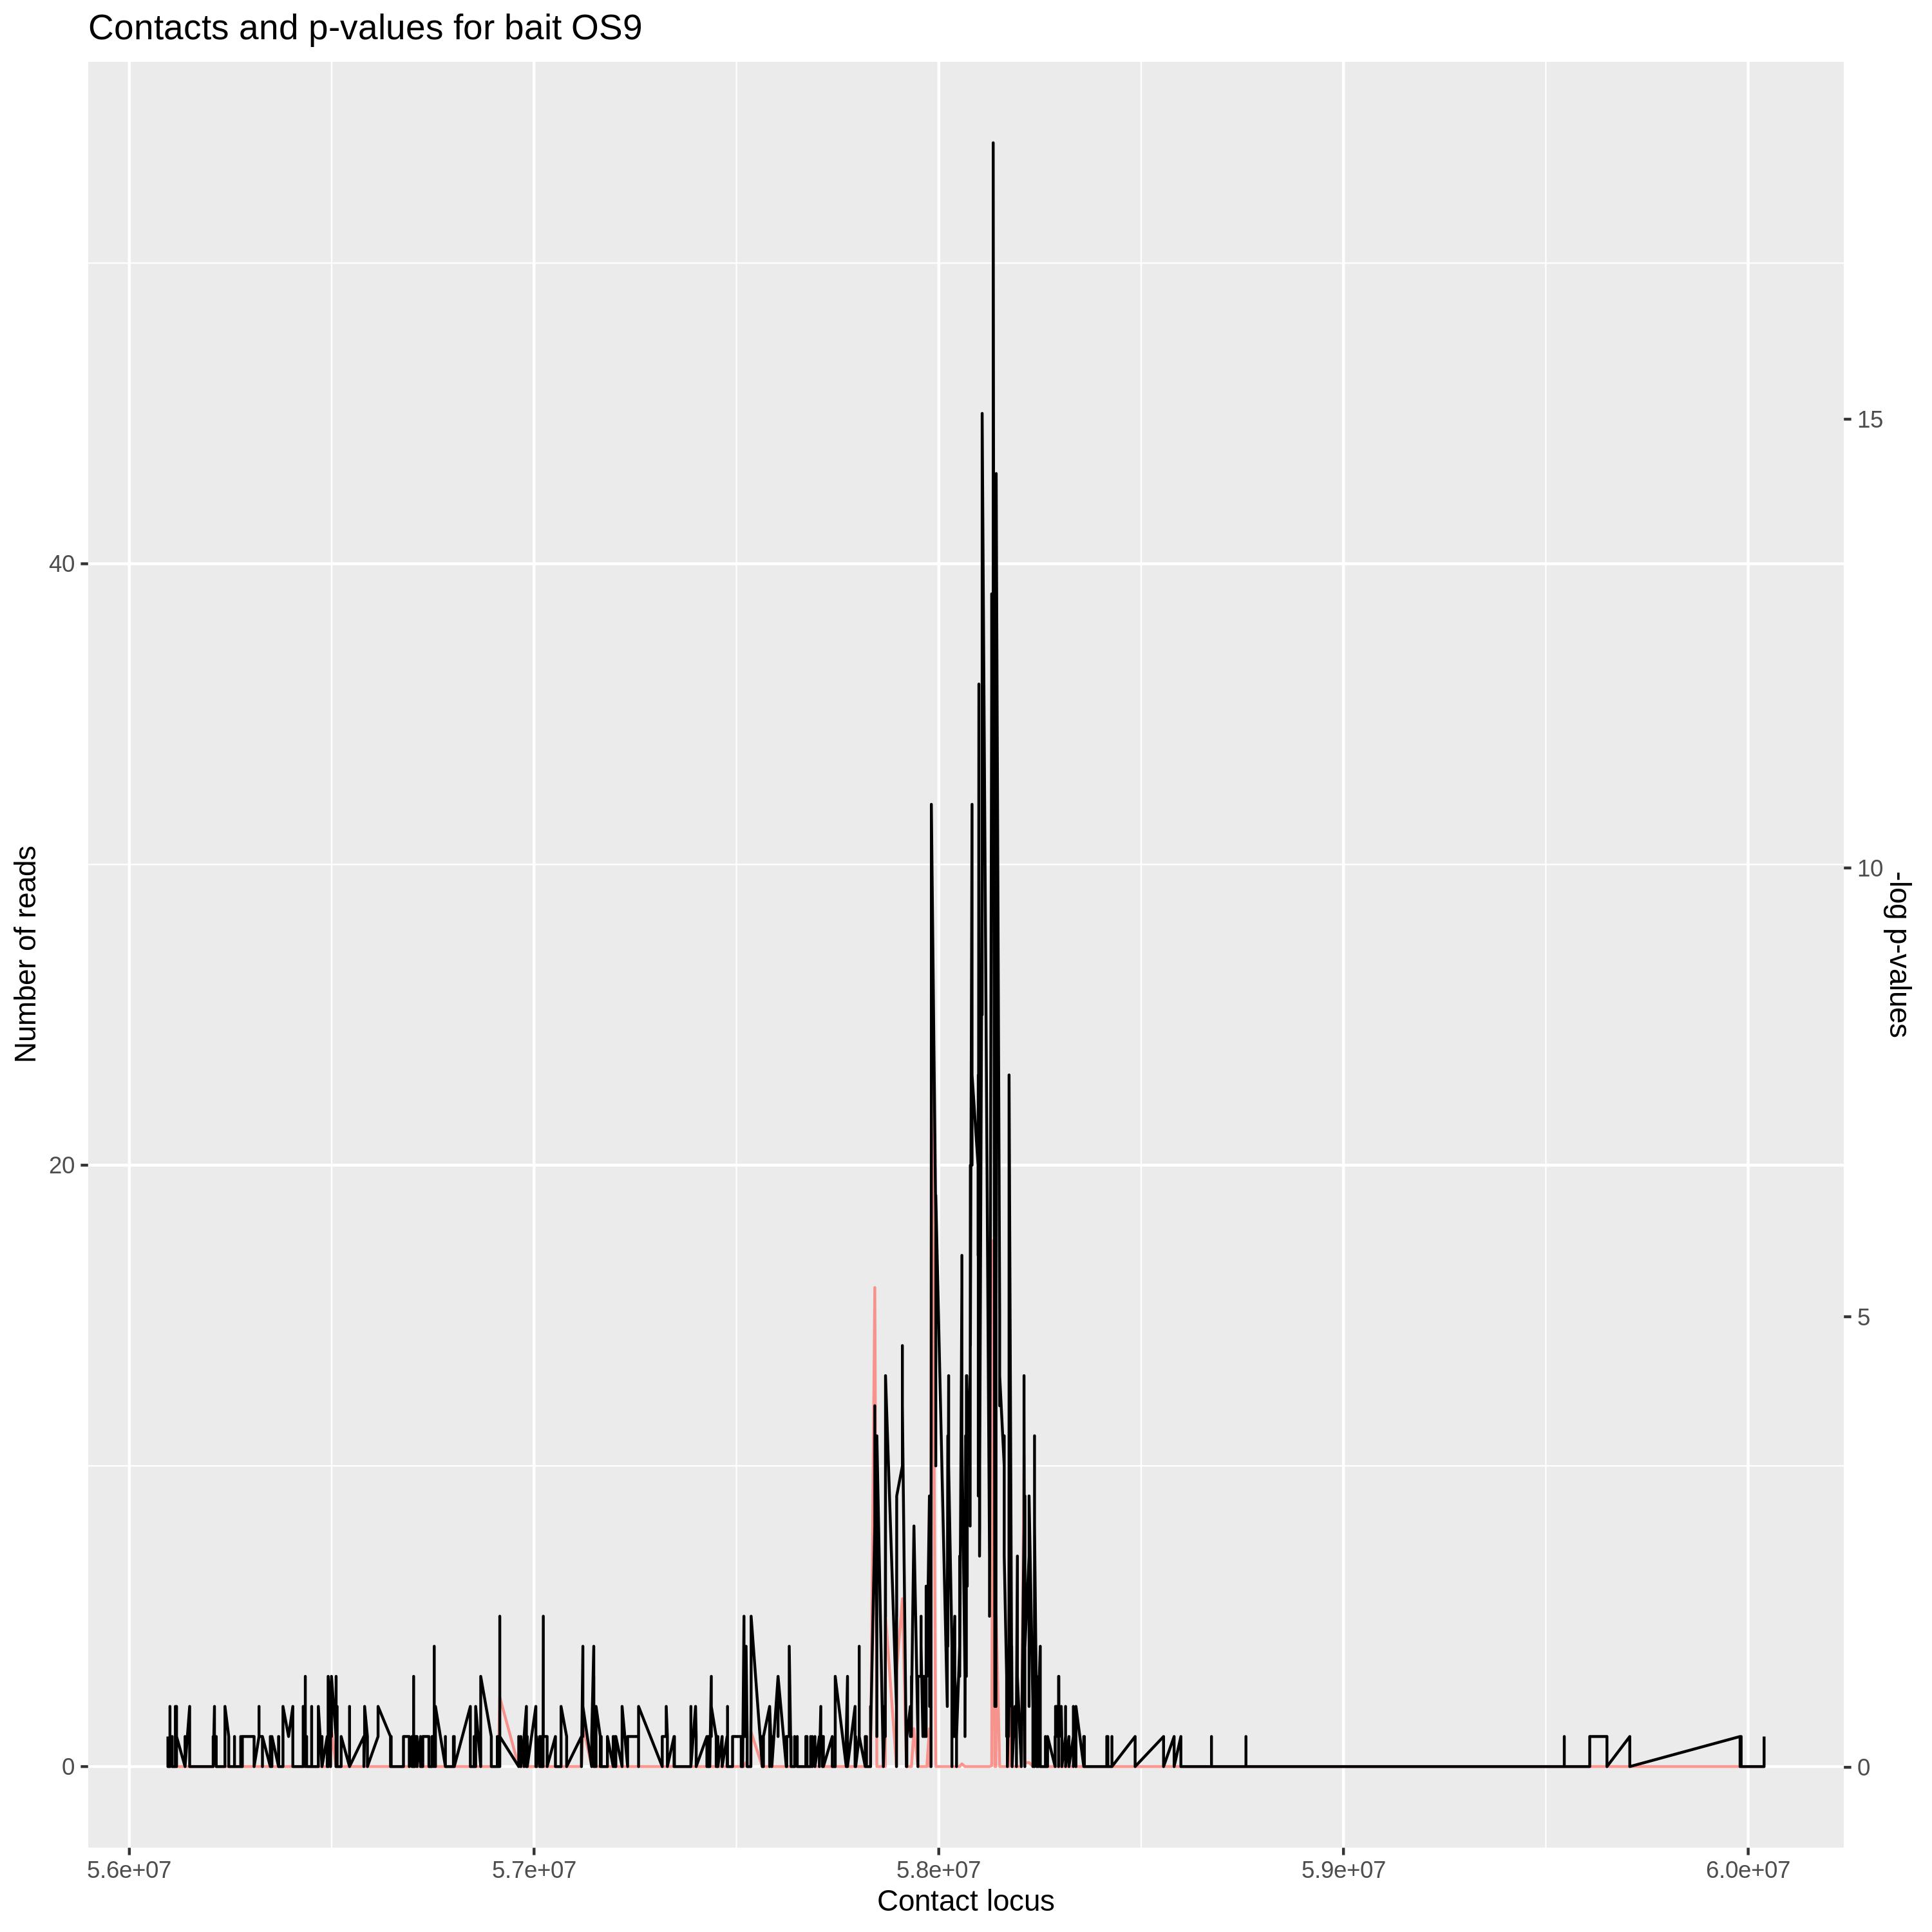 Contacts and p-values for bait OS9
Number of reads
40
20
0
15
10
5
0
-log p-values
5.6e+07 5.7e+07 5.8e+07 5.9e+07 6.0e+07
Contact locus